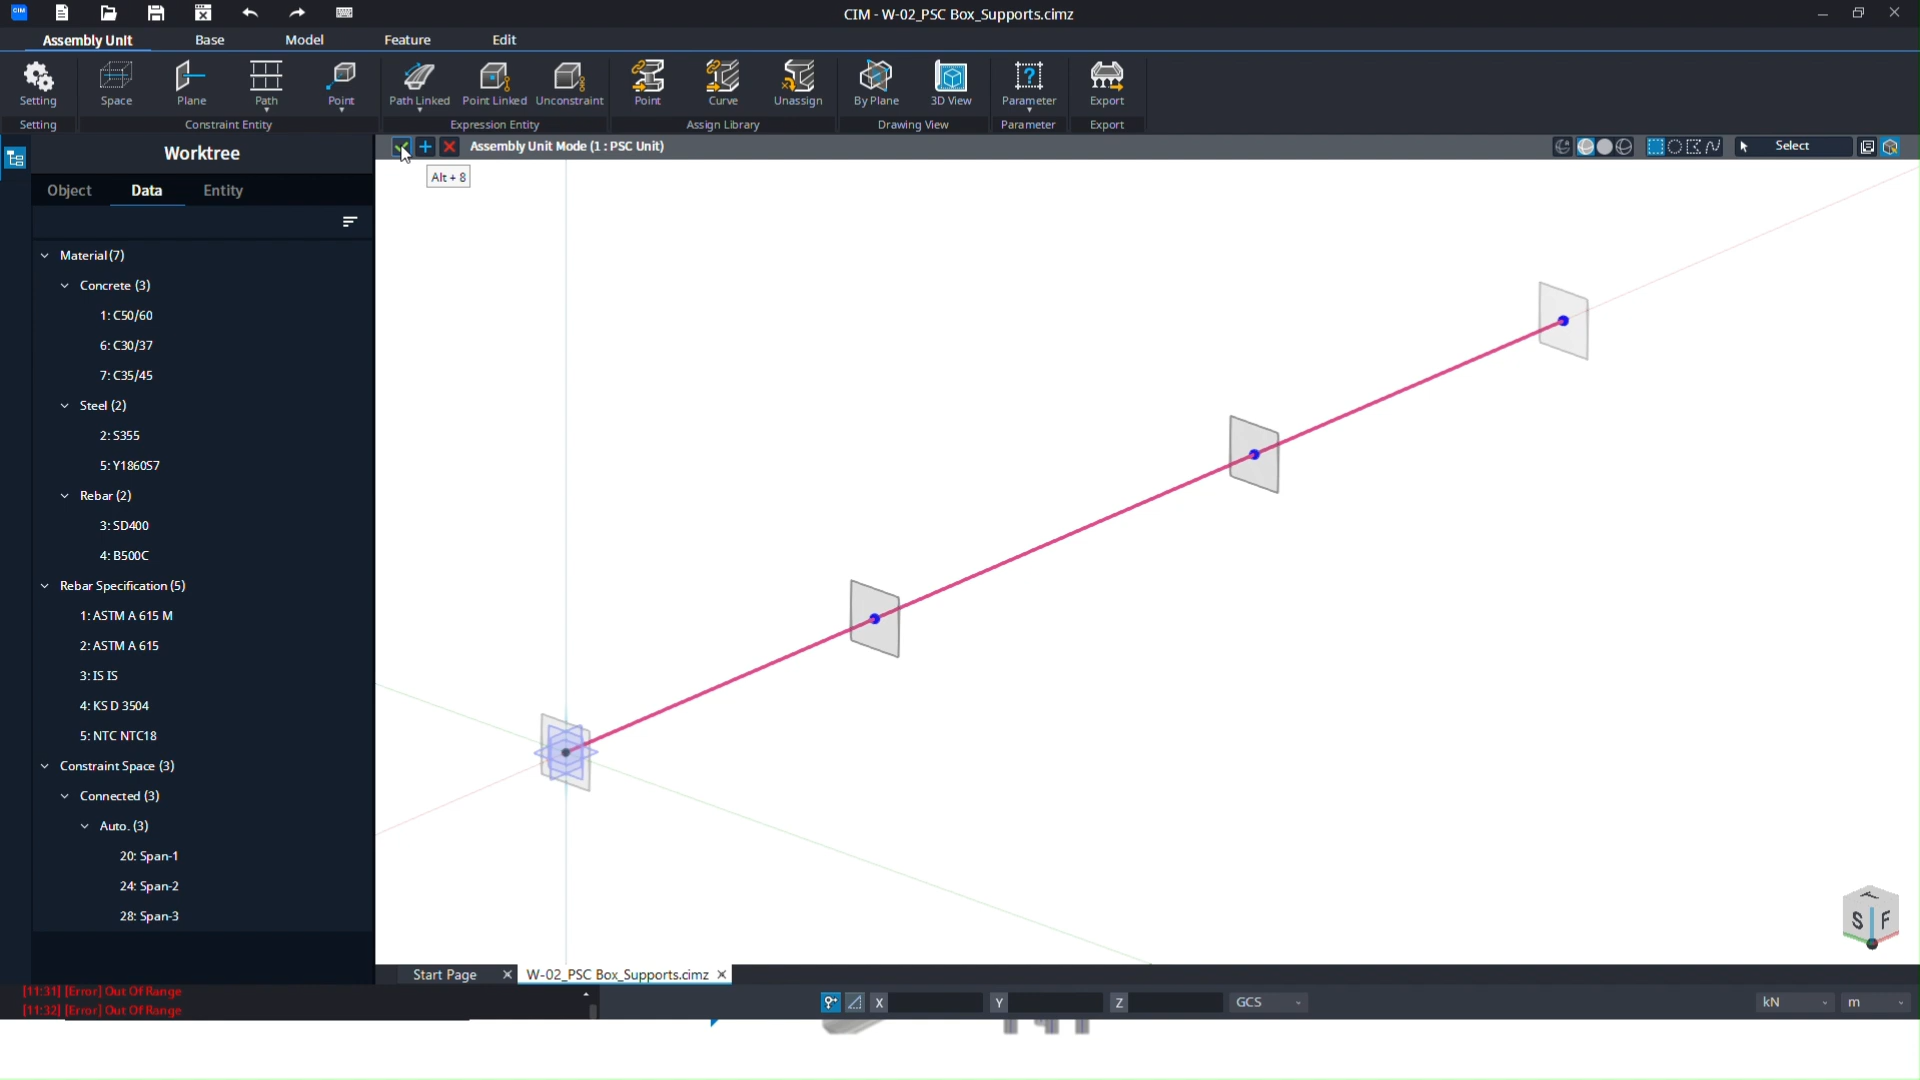 CIM
CIM - W-02_PSC Box_Supports.cimz
Assembly Unit
Base
Model
Feature
Edit
Setting
Space
Plane
Path
Point
Path Linked
Point Linked
Unconstraint
Point
Curve
Unassign
By Plane
3D View
Parameter
Export
Setting
Constraint Entity
Expression Entity
Assign Library
Drawing View
Parameter
Export
Worktree
Assembly Unit Mode (1 : PSC Unit)
Select
Alt + 8
Object
Data
Entity
Material(7)
Concrete (3)
1: C50/60
6: C30/37
7: C35/45
Steel (2)
2: S355
5: Y1860S7
Rebar (2)
3: SD400
4: B500C
Rebar Specification (5)
1: ASTM A 615 M
2: ASTM A 615
3: IS IS
4: KS D 3504
5: NTC NTC18
Constraint Space (3)
Connected (3)
Auto. (3)
20: Span-1
24: Span-2
28: Span-3
S F
Start Page
W-02_PSC Box_Supports.cimz
[11:31] [Error] Out Of Range
[11:32] [Error] Out Of Range
X
Y
Z
GCS
kN
m